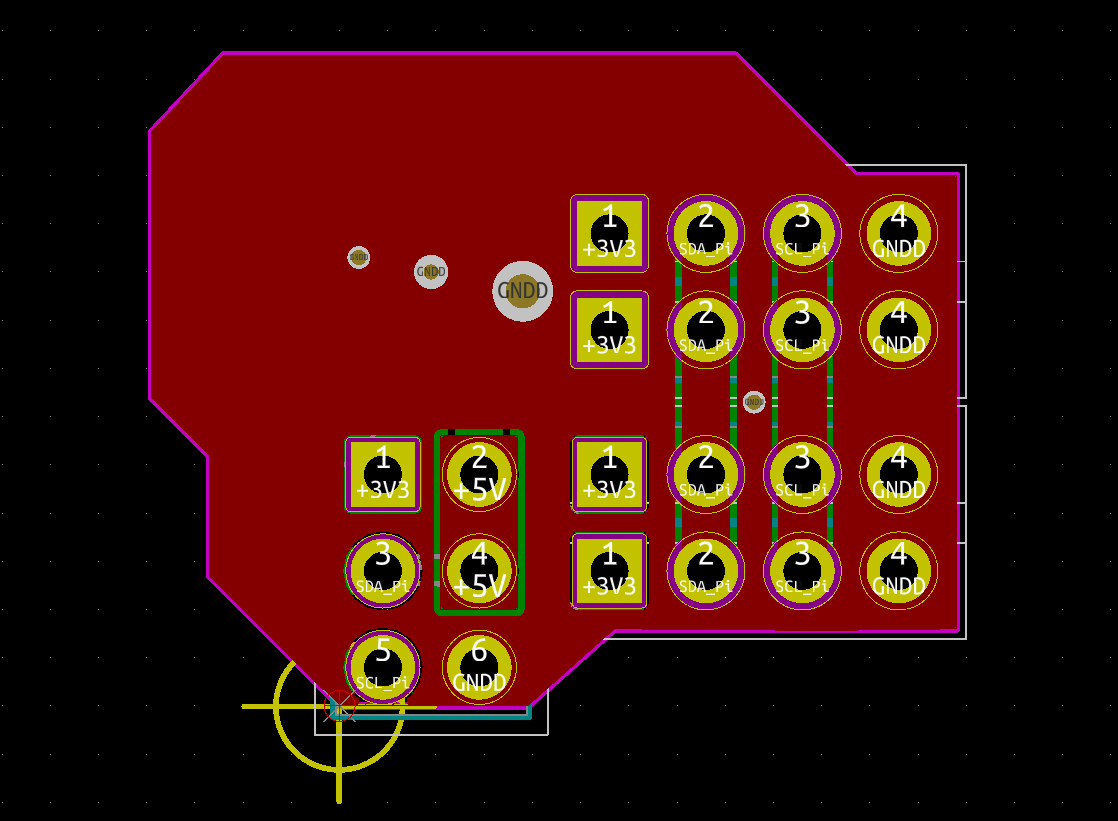 1 2 3 4
+3V3 SDA_Pi SCL_Pi GNDD
GNDD GNDD GNDD
1 2 3 4
+3V3 SDA_Pi SCL_Pi GNDD
GNDD
1 2 1 2 3 4
+3V3 +5V +3V3 SDA_Pi SCL_Pi GNDD
3 4 1 2 3 4
SDA_Pi +5V +3V3 SDA_Pi SCL_Pi GNDD
5 6
SCL_Pi GNDD